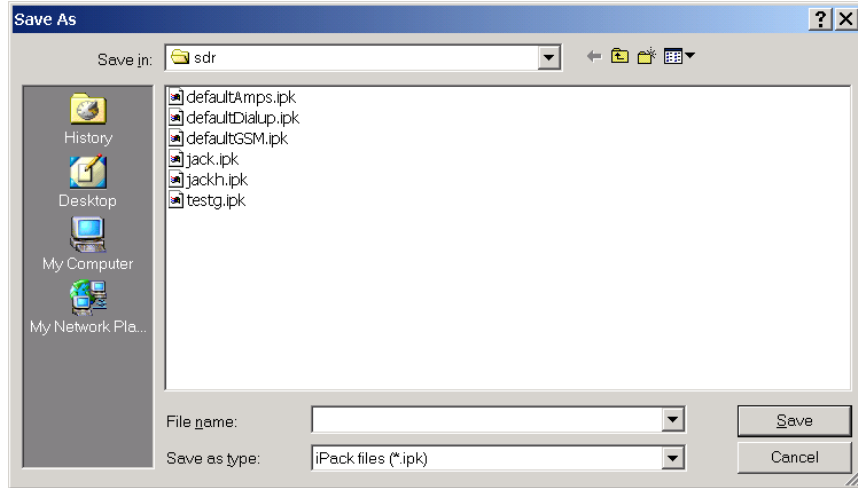 Save As
Save in: sdr
History
Desktop
My Computer
My Network Pla...
defaultAmps.ipk
defaultDialup.ipk
defaultGSM.ipk
jack.ipk
jackh.ipk
testg.ipk
File name:
Save
Save as type: iPack files (*.ipk)
Cancel